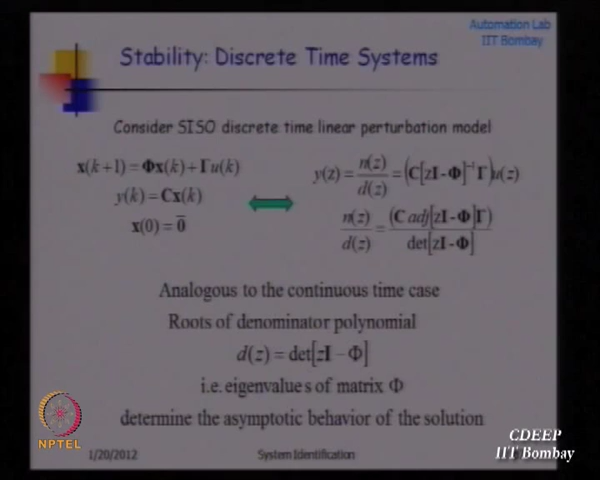 Automation Lab
IIT Bombay
Stability: Discrete Time Systems
Consider SISO discrete time linear perturbation model
x(k+1) = Φx(k) + Γu(k)
y(k) = Cx(k)
x(0) = 0̄
y(z) = n(z)/d(z) = (C[zI - Φ]⁻¹Γ)u(z)
n(z)/d(z) = (C adj[zI - Φ]Γ)/det[zI - Φ]
Analogous to the continuous time case
Roots of denominator polynomial
d(z) = det[zI - Φ]
i.e. eigenvalues of matrix Φ
determine the asymptotic behavior of the solution
NPTEL
1/20/2012
System Identification
CDEEP
IIT Bombay